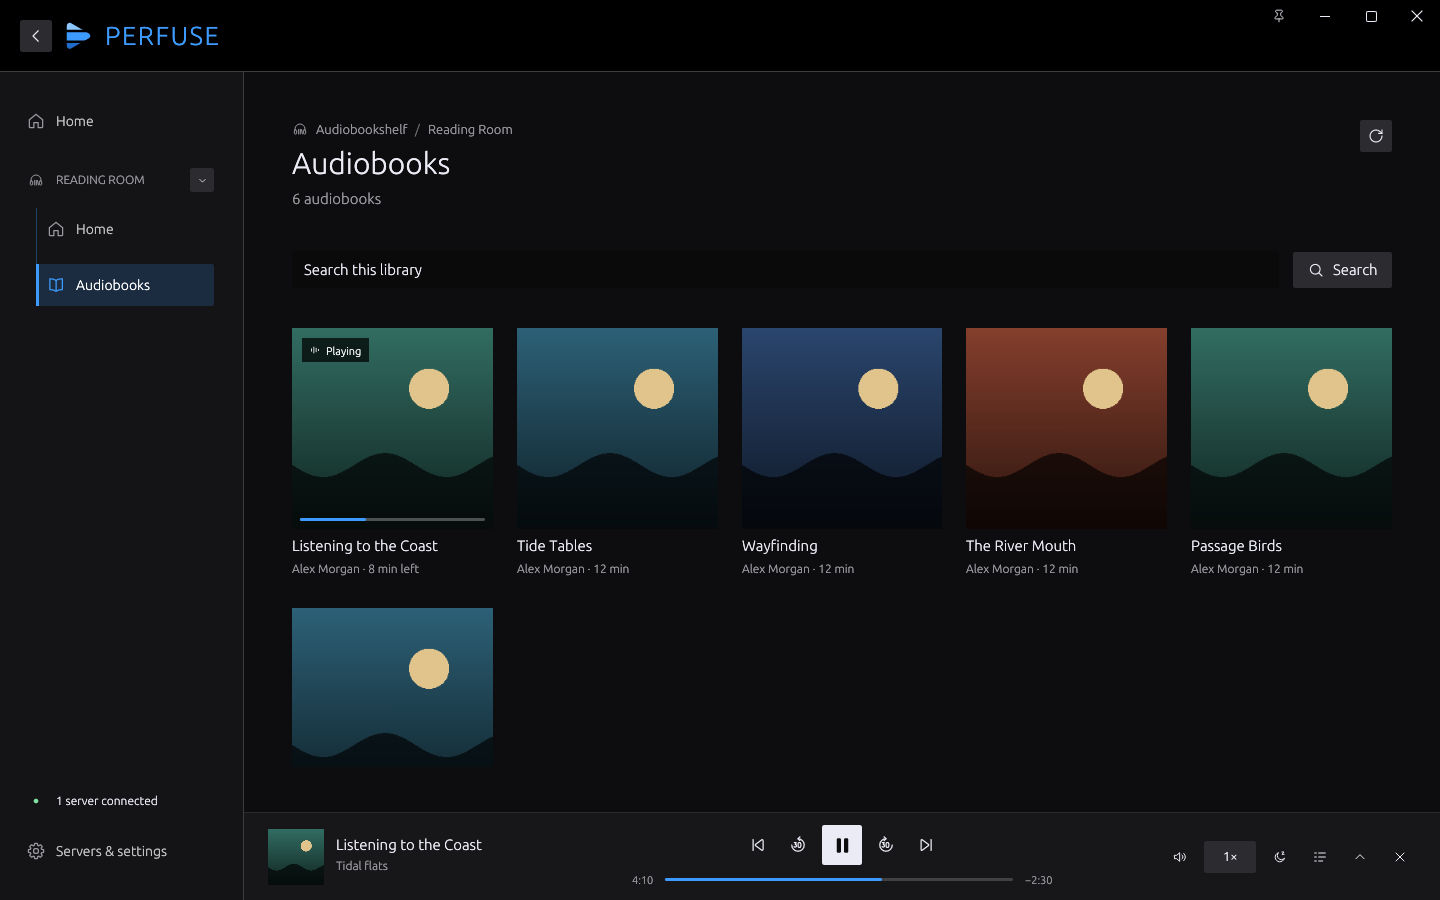 PERFUSE
Home
READING ROOM
Home
Audiobooks
1 server connected
Servers & settings
Audiobookshelf / Reading Room
Audiobooks
6 audiobooks
Search this library
Search
Playing
Listening to the Coast
Alex Morgan · 8 min left
Tide Tables
Alex Morgan · 12 min
Wayfinding
Alex Morgan · 12 min
The River Mouth
Alex Morgan · 12 min
Passage Birds
Alex Morgan · 12 min
Listening to the Coast
Tidal flats
30
30
4:10
−2:30
1×